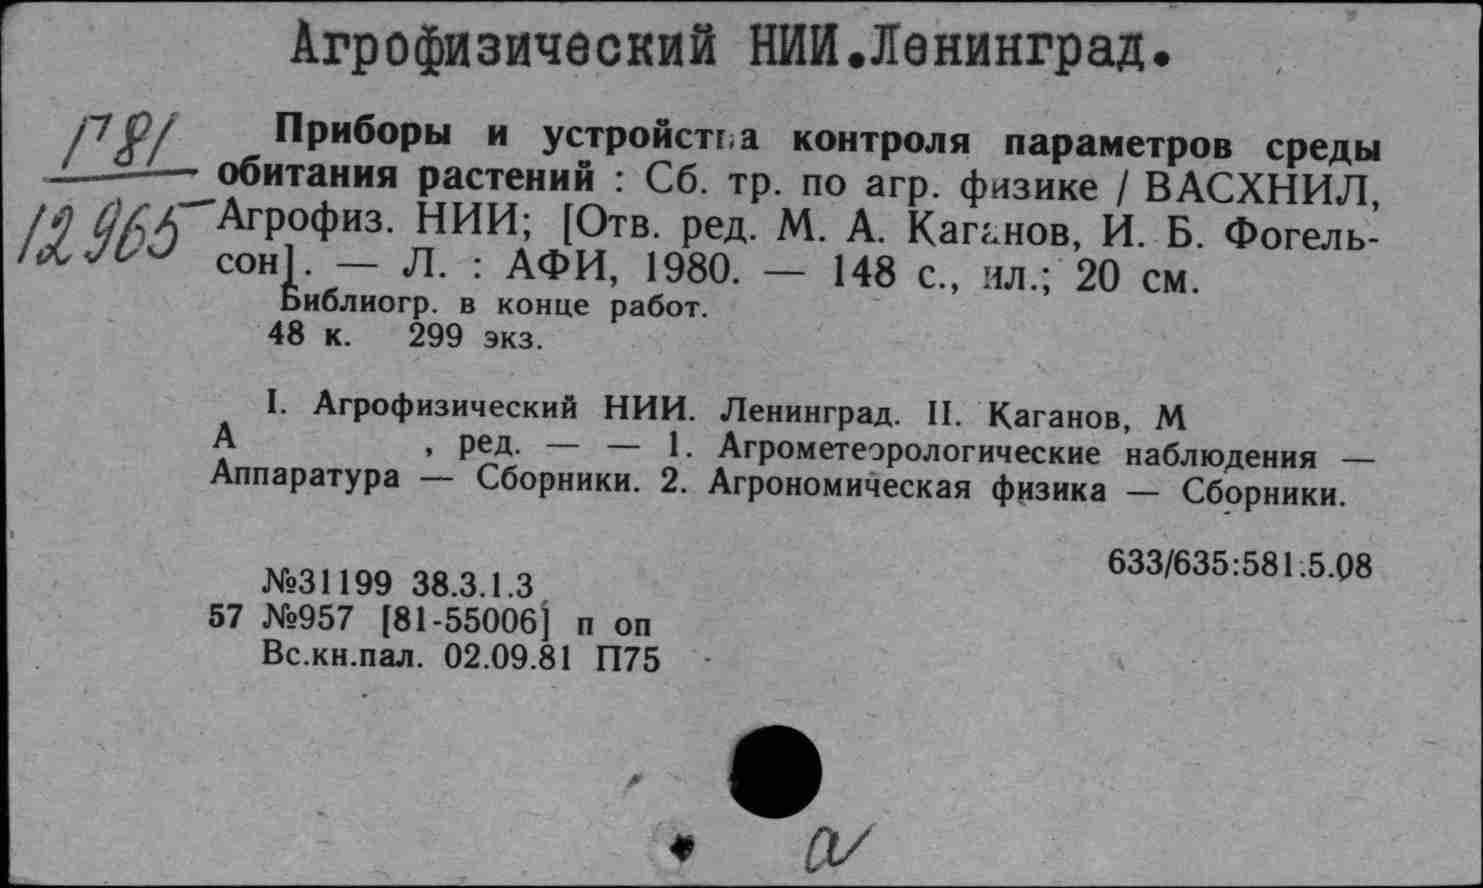 Агрофизический НИИ.Ленинград.
П81
12965
Приборы и устройства контроля параметров среды
обитания растений : Сб. тр. по агр. физике / ВАСХНИЛ,
Агрофиз. НИИ; [Отв. ред. М. А. Каганов, И. Б. Фогель-
сон]. — Л. : АФИ, 1980. — 148 с., ил.; 20 см.
Библиогр. в конце работ.
48 к. 299 экз.
I. Агрофизический НИИ. Ленинград. II. Каганов, М
А , ред. — — 1. Агрометеорологические наблюдения —
Аппаратура — Сборники. 2. Агрономическая физика — Сборники.
633/635:581.5.08
№31199 38.3.1.3
57 №957 [81-55006] п оп
Вс.кн.пал. 02.09.81 П75